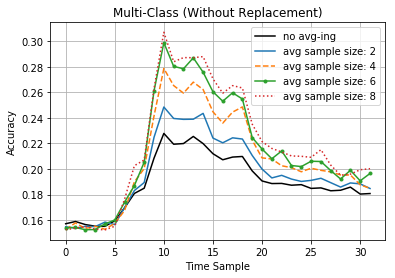 Multi-Class (Without Replacement)
no avg-ing
avg sample size: 2
avg sample size: 4
avg sample size: 6
avg sample size: 8
Accuracy
0.30
0.28
0.26
0.24
0.22
0.20
0.18
0.16
0 5 10 15 20 25 30
Time Sample